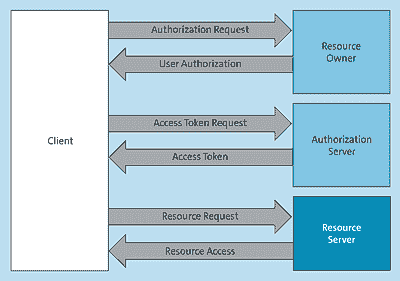 Authorization Request
Resource
Owner
User Authorization
Client
Access Token Request
Authorization
Server
Access Token
Resource Request
Resource
Server
Resource Access